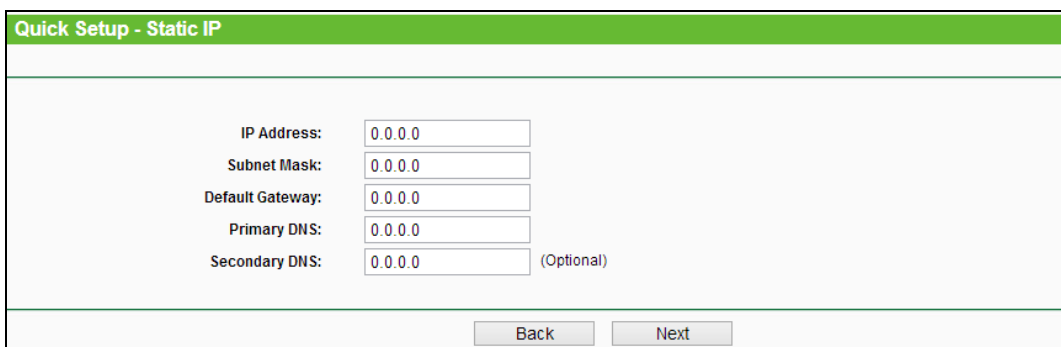 Quick Setup - Static IP
IP Address: 0.0.0.0
Subnet Mask: 0.0.0.0
Default Gateway: 0.0.0.0
Primary DNS: 0.0.0.0
Secondary DNS: 0.0.0.0 (Optional)
Back Next